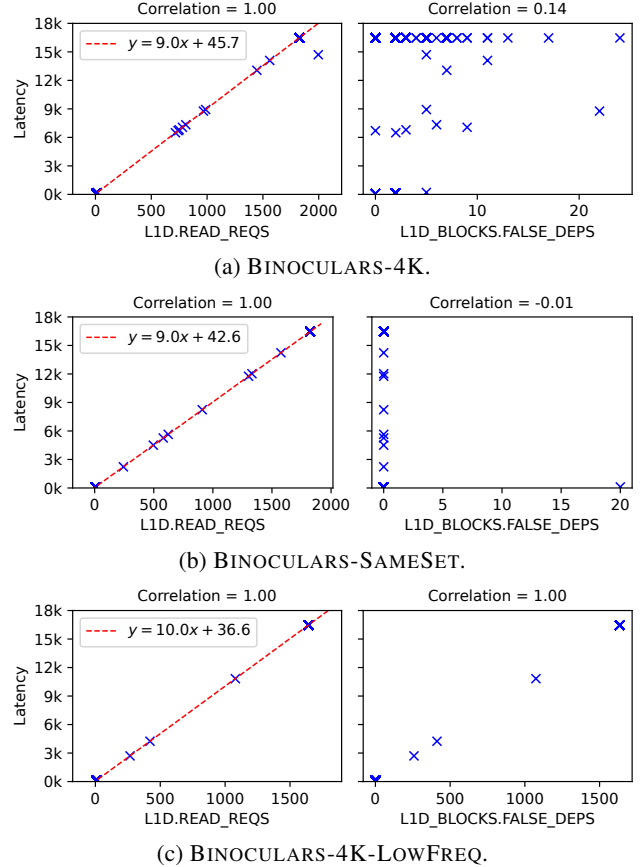 Correlation = 1.00
Correlation = 0.14
18k
15k
12k
9k
6k
3k
0k
Latency
y = 9.0x + 45.7
0
500
1000
1500
2000
L1D.READ_REQS
0
10
20
L1D_BLOCKS.FALSE_DEPS
(a) BINOCULARS-4K.
Correlation = 1.00
Correlation = -0.01
18k
15k
12k
9k
6k
3k
0k
Latency
y = 9.0x + 42.6
0
500
1000
1500
2000
L1D.READ_REQS
0
5
10
15
20
L1D_BLOCKS.FALSE_DEPS
(b) BINOCULARS-SAMESET.
Correlation = 1.00
Correlation = 1.00
18k
15k
12k
9k
6k
3k
0k
Latency
y = 10.0x + 36.6
0
500
1000
1500
L1D.READ_REQS
0
500
1000
1500
L1D_BLOCKS.FALSE_DEPS
(c) BINOCULARS-4K-LOWFREQ.